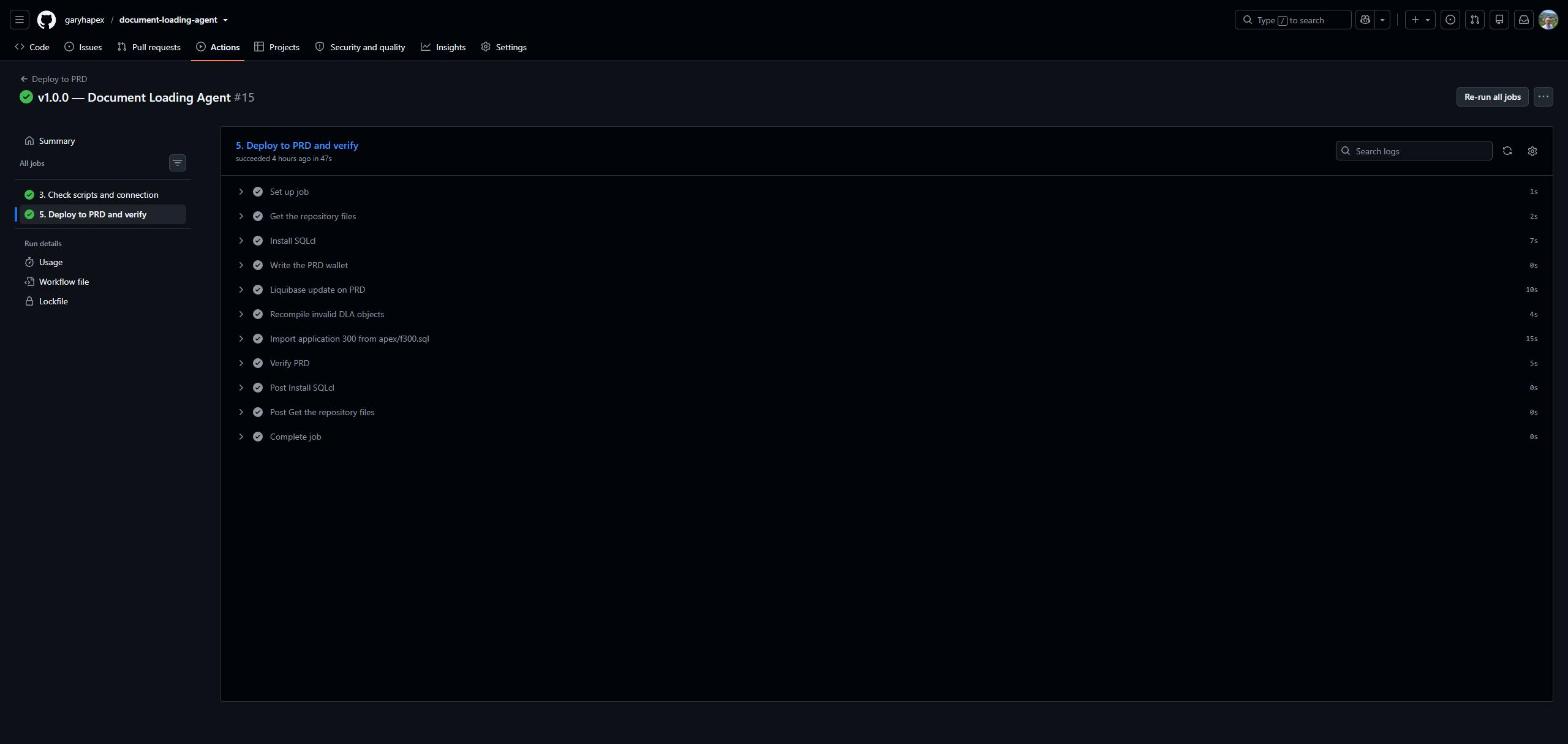 garyhapex / document-loading-agent
Type / to search
Code Issues Pull requests Actions Projects Security and quality Insights Settings
Deploy to PRD
v1.0.0 — Document Loading Agent #15
Re-run all jobs
Summary
All jobs
3. Check scripts and connection
5. Deploy to PRD and verify
Run details
Usage
Workflow file
Lockfile
5. Deploy to PRD and verify
succeeded 4 hours ago in 47s
Search logs
Set up job 1s
Get the repository files 2s
Install SQLcl 7s
Write the PRD wallet 0s
Liquibase update on PRD 10s
Recompile invalid DLA objects 4s
Import application 300 from apex/f300.sql 15s
Verify PRD 5s
Post Install SQLcl 0s
Post Get the repository files 0s
Complete job 0s